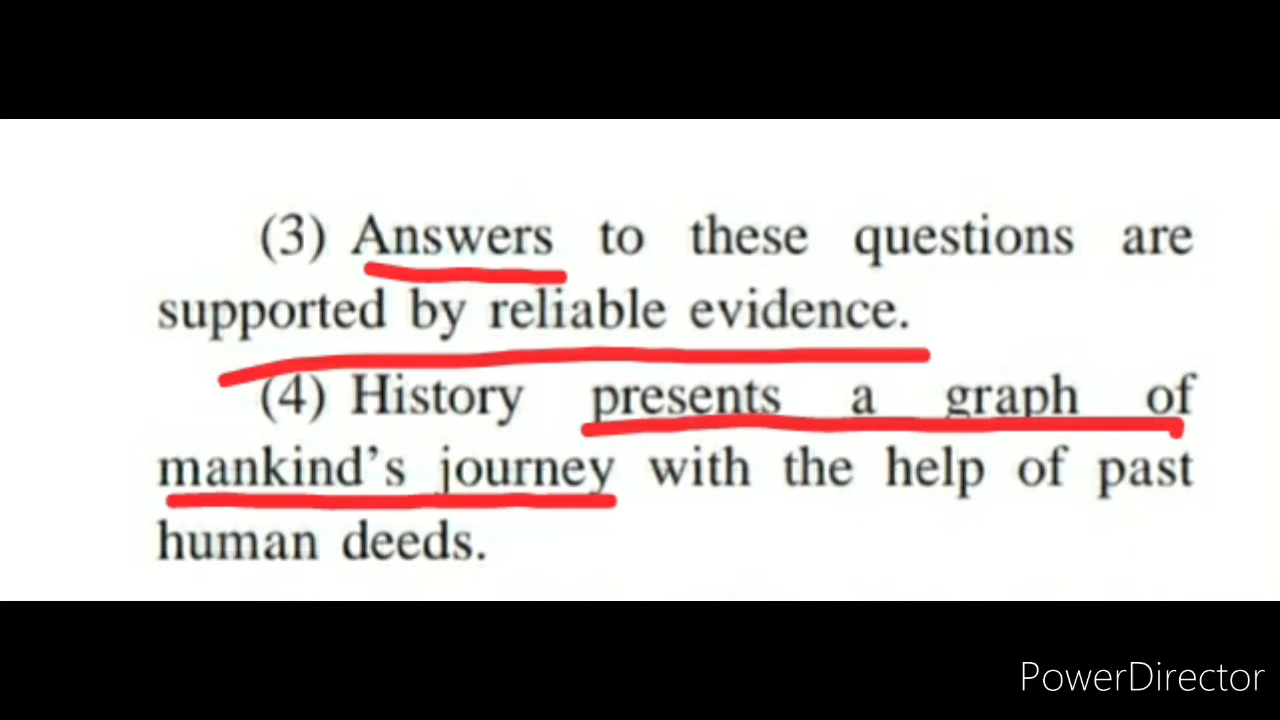 (3) Answers to these questions are
supported by reliable evidence.
(4) History presents a graph of
mankind’s journey with the help of past
human deeds.
PowerDirector